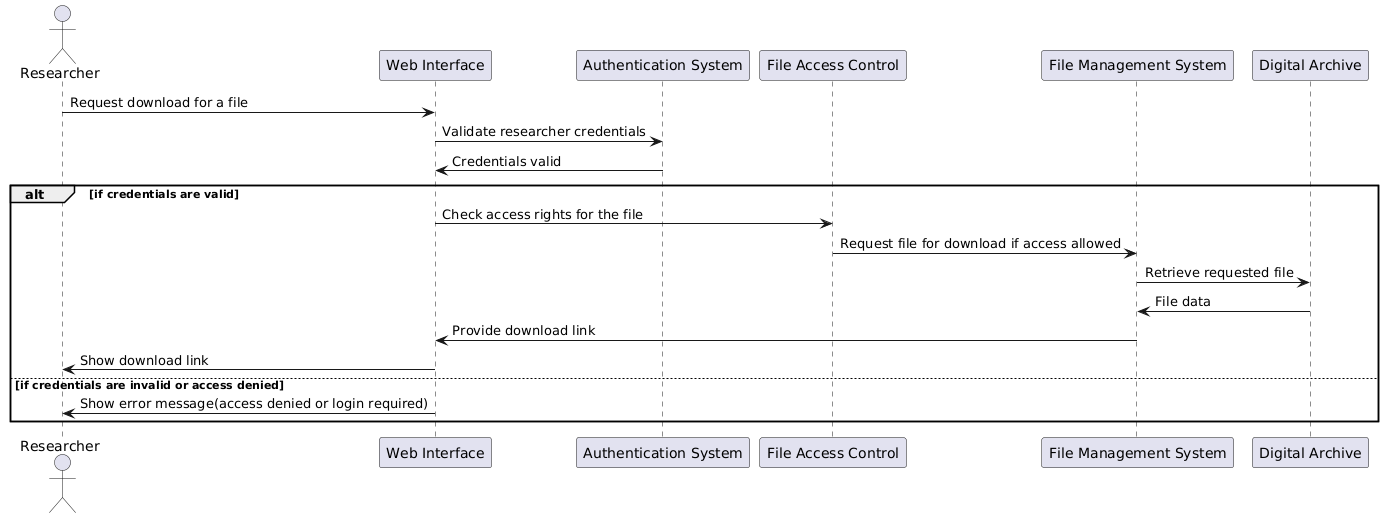 Researcher
Web Interface
Authentication System
File Access Control
File Management System
Digital Archive
Request download for a file
Validate researcher credentials
Credentials valid
alt
[if credentials are valid]
Check access rights for the file
Request file for download if access allowed
Retrieve requested file
File data
Provide download link
Show download link
[if credentials are invalid or access denied]
Show error message(access denied or login required)
Researcher
Web Interface
Authentication System
File Access Control
File Management System
Digital Archive